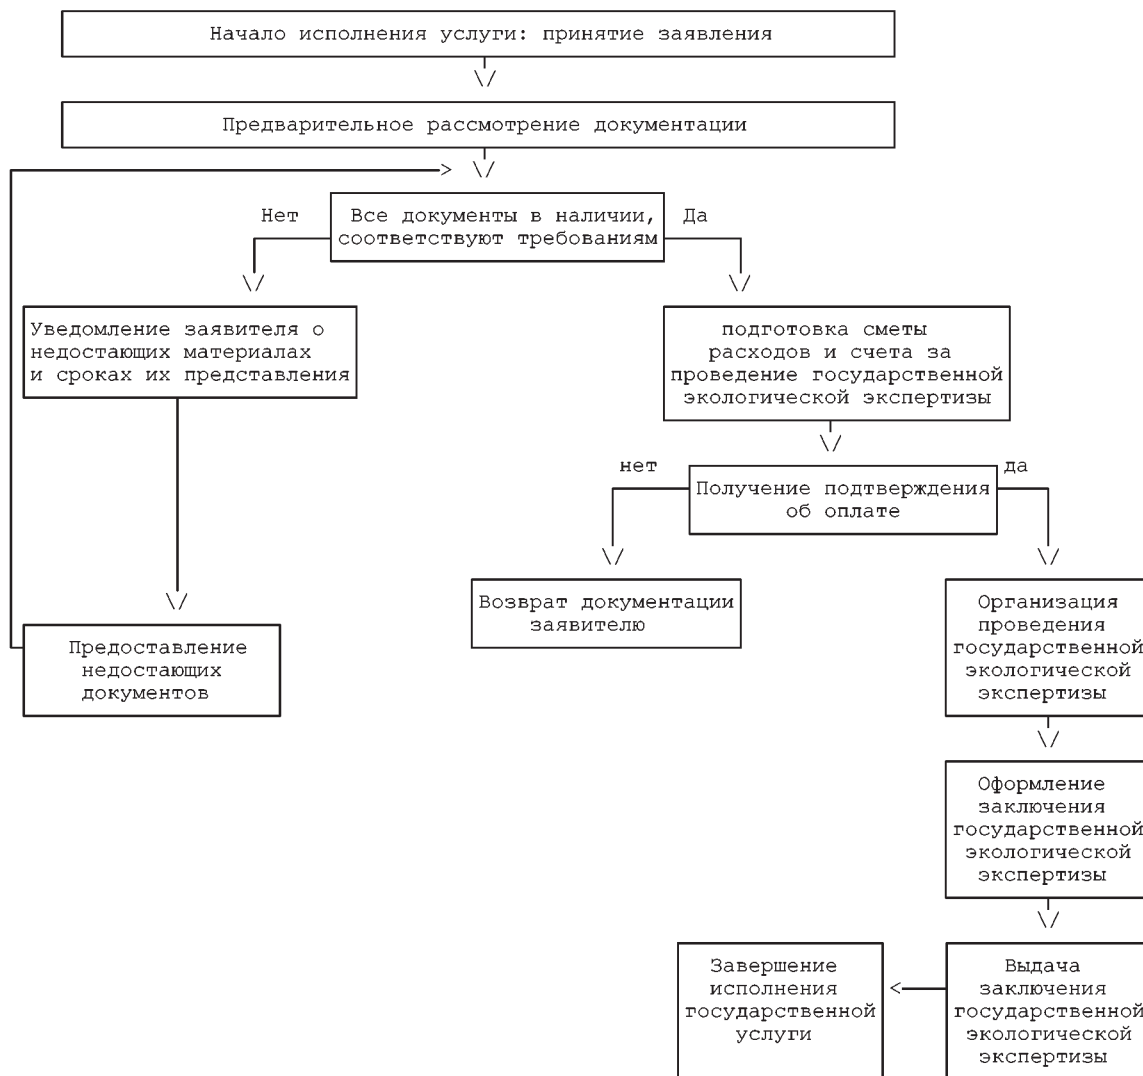 Начало исполнения услуги: принятие заявления
Предварительное рассмотрение документации
Нет
Все документы в наличии,
соответствуют требованиям
Да
Уведомление заявителя о
недостающих материалах
и сроках их представления
подготовка сметы
расходов и счета за
проведение государственной
экологической экспертизы
нет
Получение подтверждения
об оплате
да
Возврат документации
заявителю
Организация
проведения
государственной
экологической
экспертизы
Предоставление
недостающих
документов
Оформление
заключения
государственной
экологической
экспертизы
Завершение
исполнения
государственной
услуги
Выдача
заключения
государственной
экологической
экспертизы